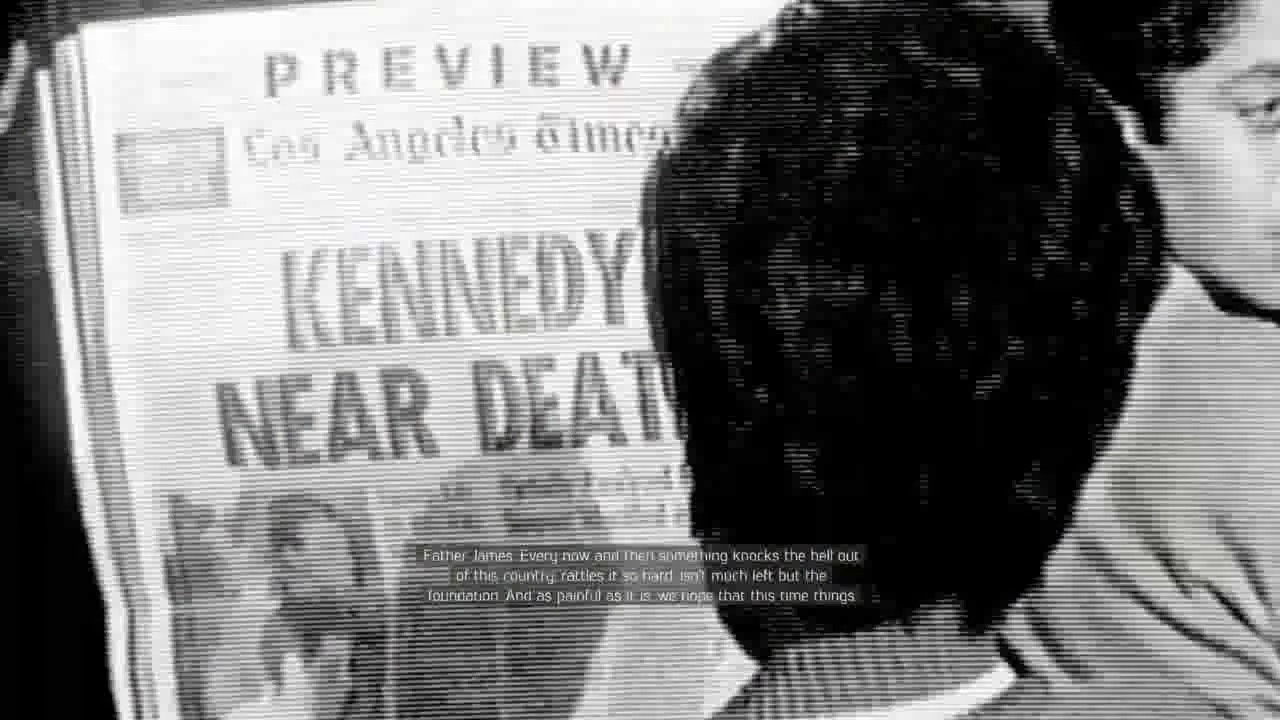 PREVIEW
Los Angeles Times
KENNEDY
NEAR DEAT
Father James: Every now and then something knocks the hell out
of this country, rattles it so hard isn't much left but the
foundation. And as painful as it is, we hope that this time things